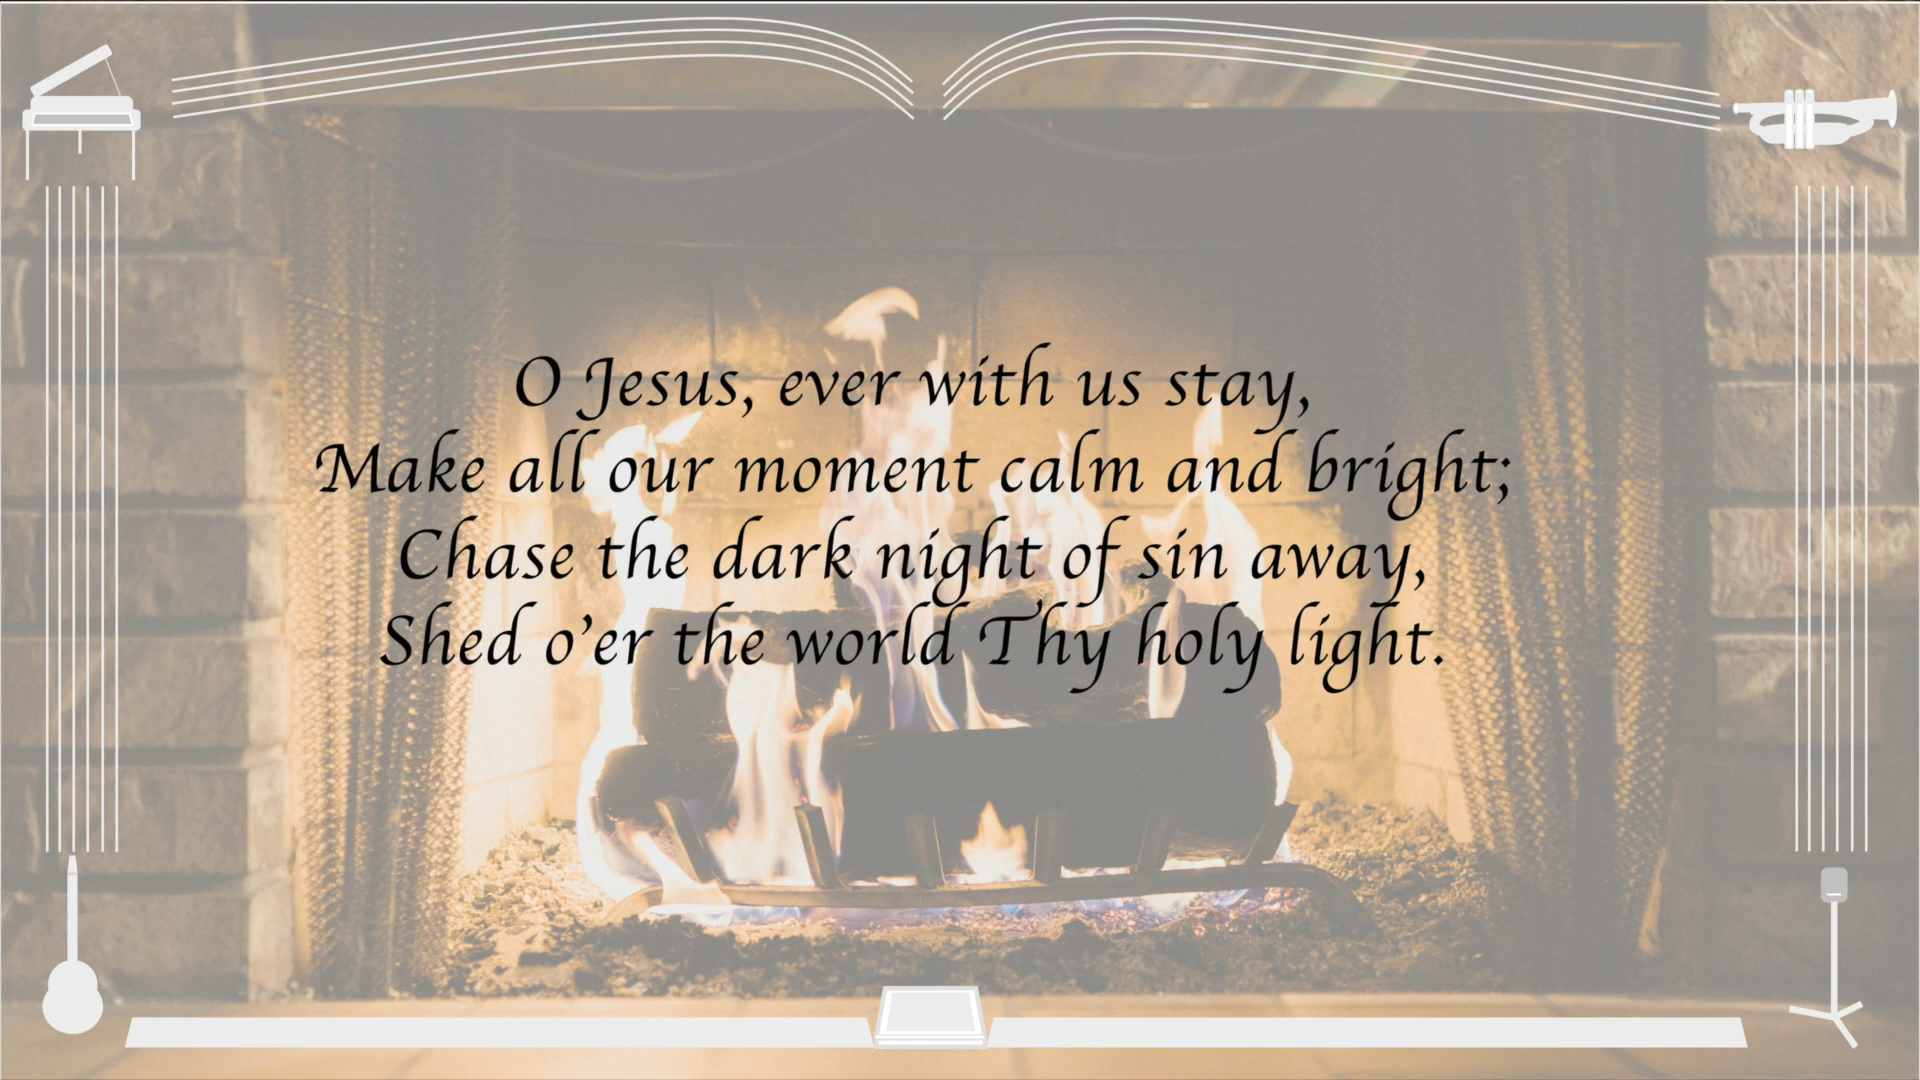 O Jesus, ever with us stay,
Make all our moment calm and bright;
Chase the dark night of sin away,
Shed o’er the world Thy holy light.